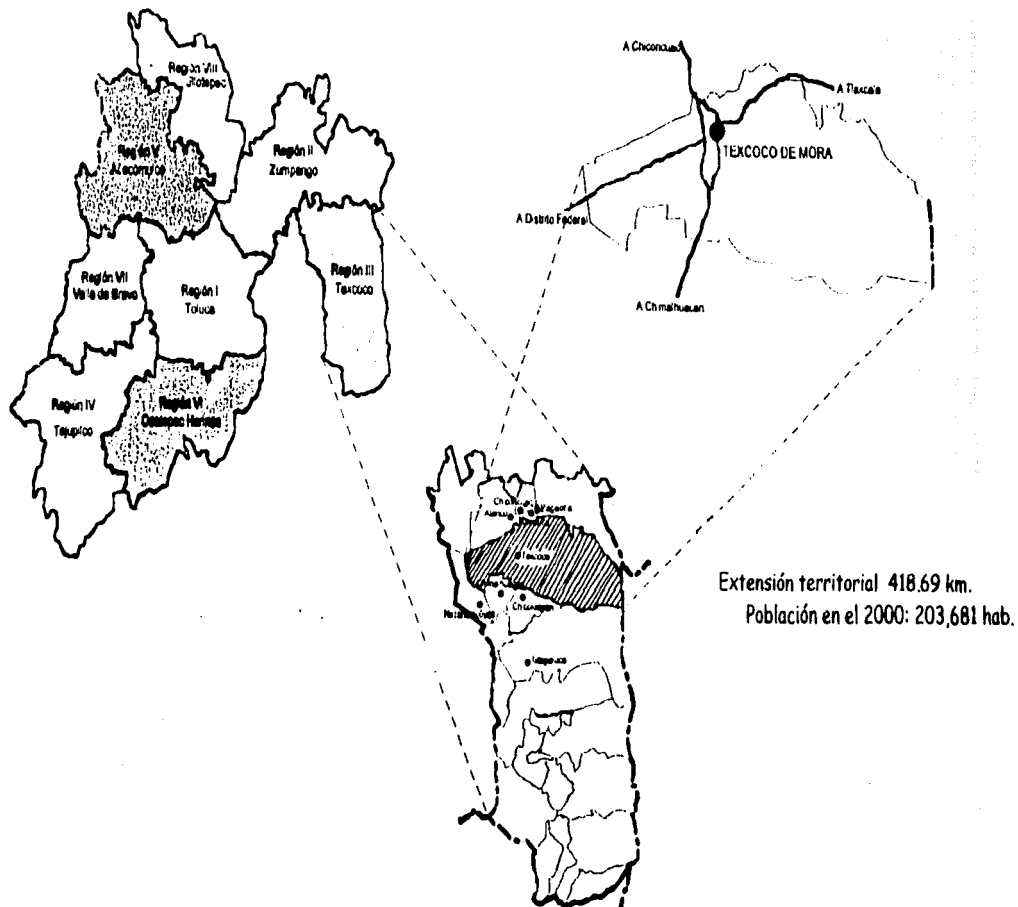 Región VIII
Jilotepec
Región V
Atlacomulco
Región II
Zumpango
Región VII
Valle de Bravo
Región I
Toluca
Región III
Texcoco
Región IV
Tejupilco
Región VI
Coatepec Harinas
A Chiconcuac
A Tlaxcala
TEXCOCO DE MORA
A Distrito Federal
A Chimalhuacan
Texcoco
Ixtapaluca
Extensión territorial 418.69 km.
Población en el 2000: 203,681 hab.